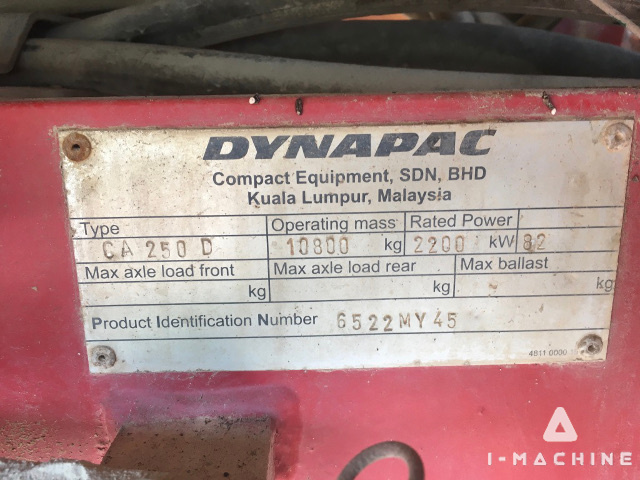 DYNAPAC
Compact Equipment, SDN, BHD
Kuala Lumpur, Malaysia
Type Operating mass Rated Power
CA 250 D 10800 kg 2200 kW 82
Max axle load front Max axle load rear Max ballast
kg kg kg
Product Identification Number 6522MY45
4811 0000
I-MACHINE